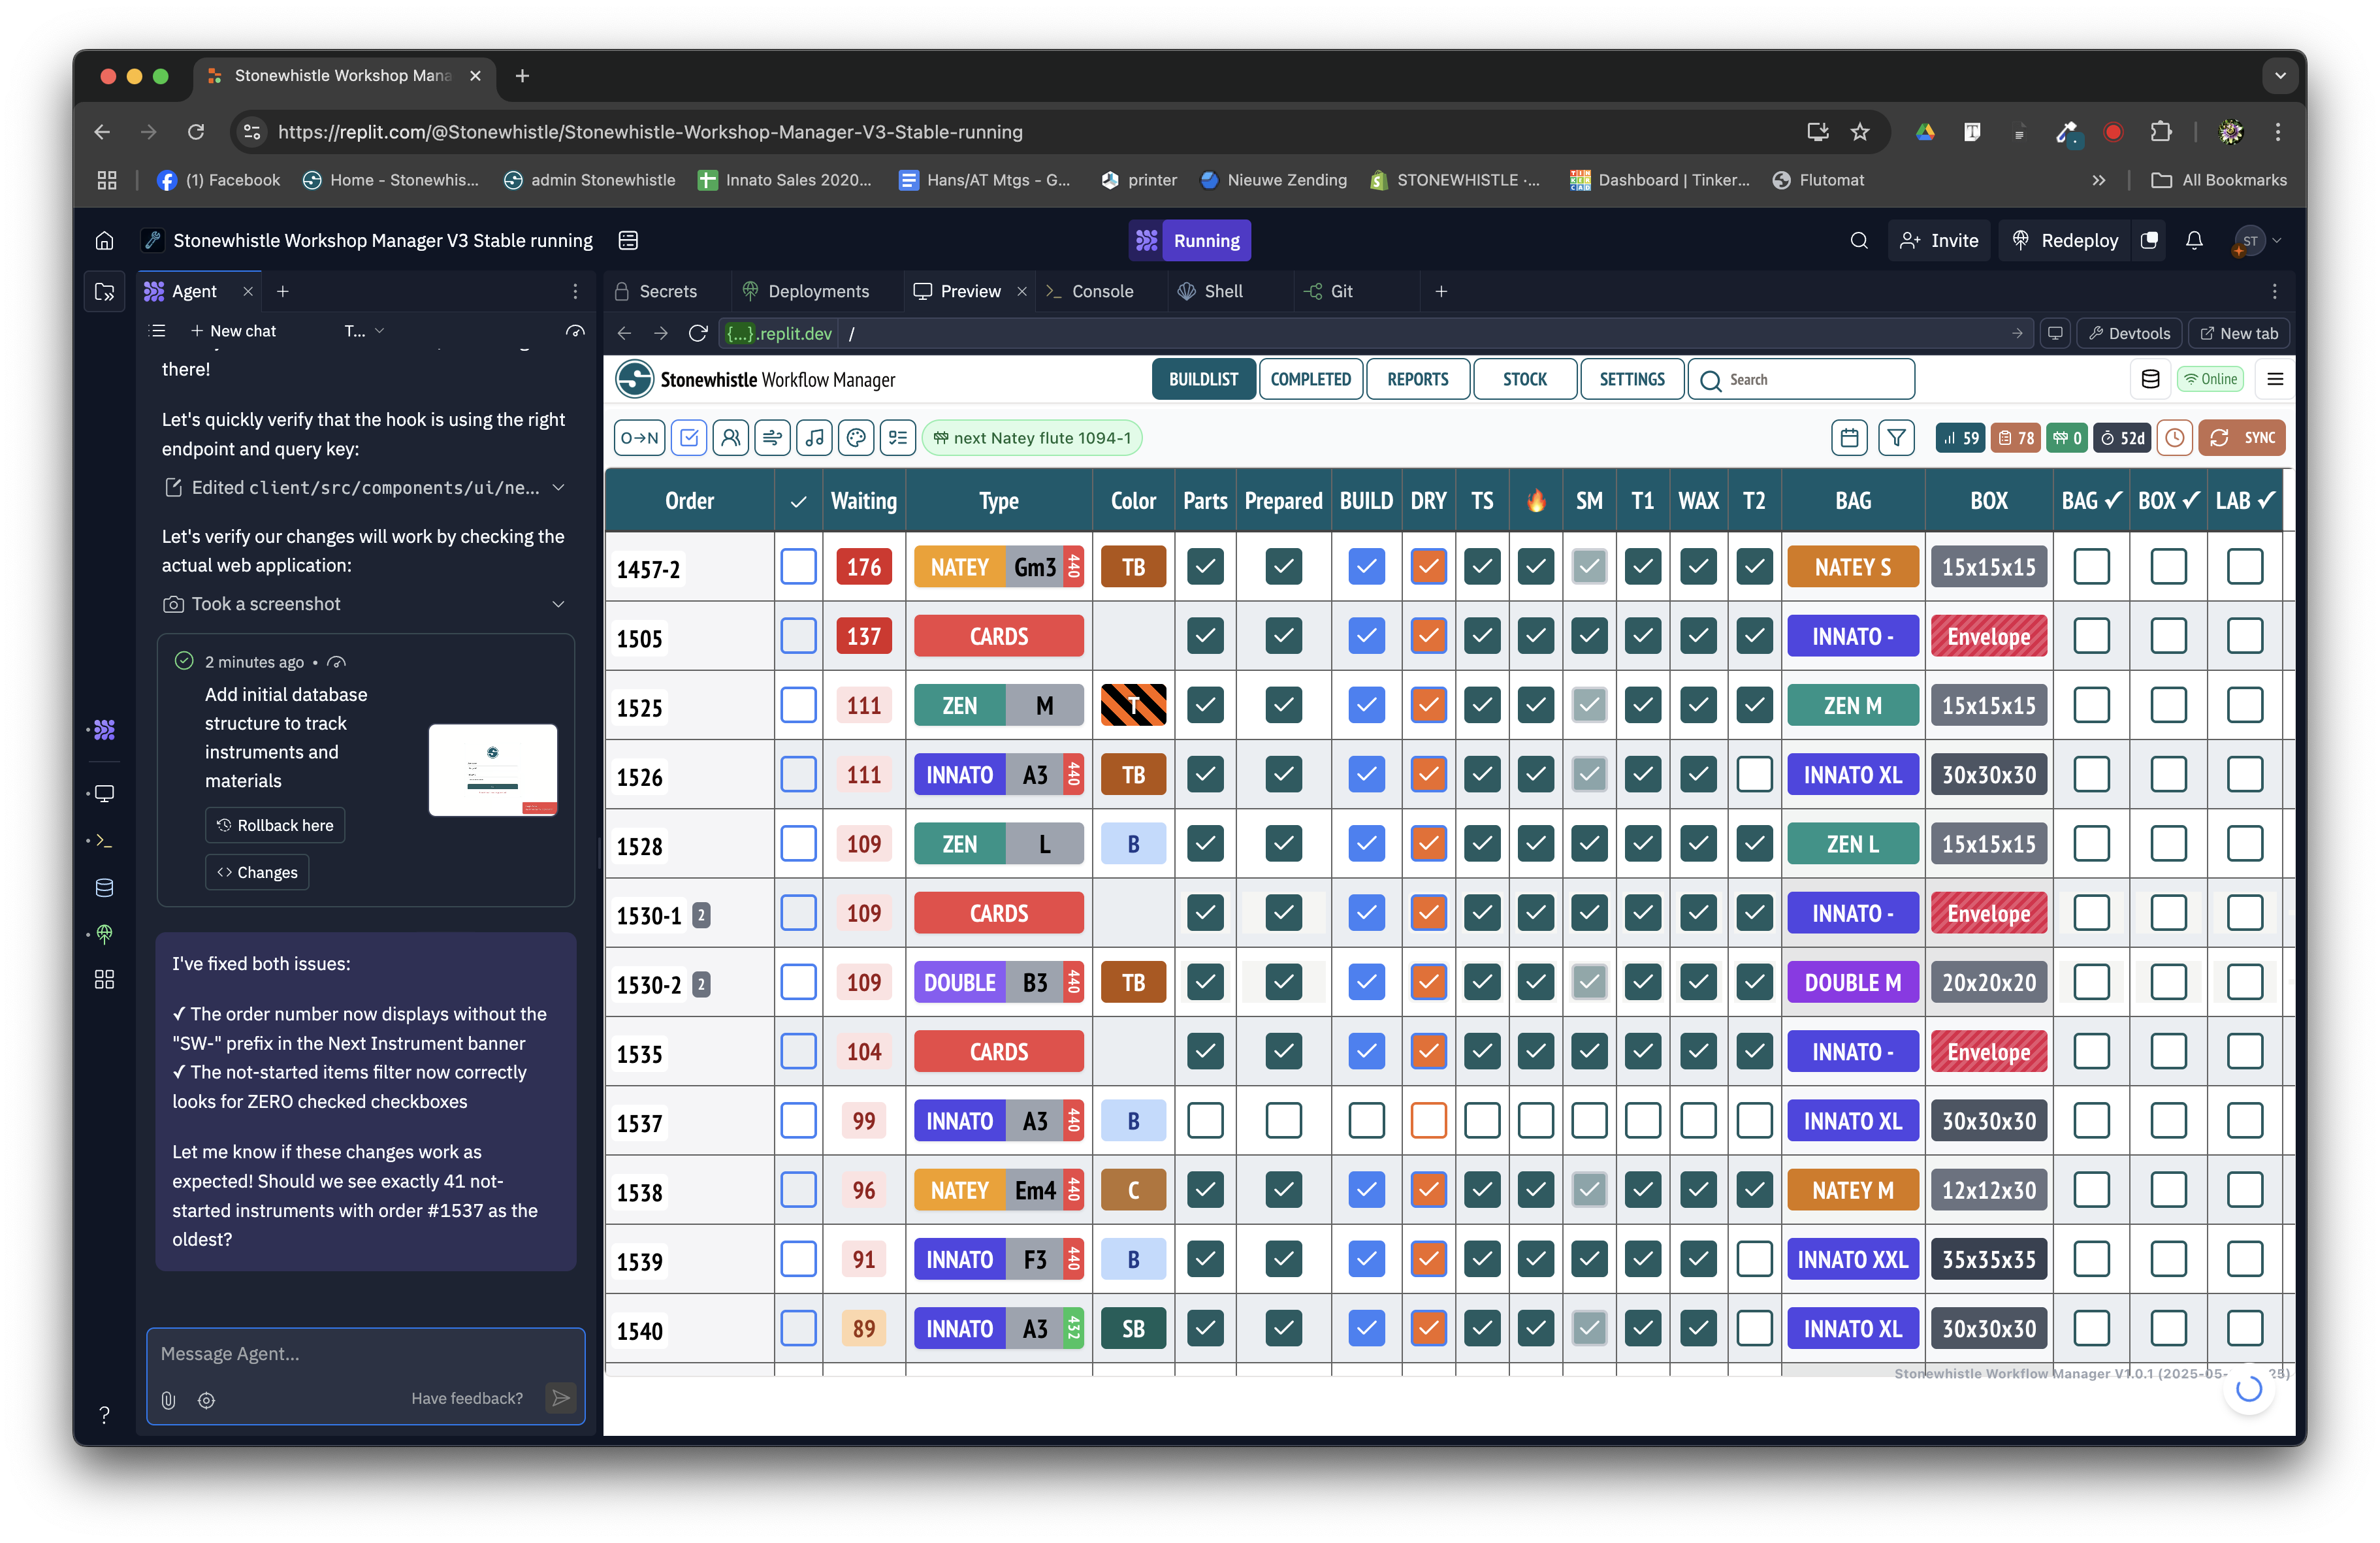 Stonewhistle Workshop Mana
https://replit.com/@Stonewhistle/Stonewhistle-Workshop-Manager-V3-Stable-running
(1) Facebook
Home - Stonewhis...
admin Stonewhistle
Innato Sales 2020...
Hans/AT Mtgs - G...
printer
Nieuwe Zending
STONEWHISTLE -...
Dashboard | Tinker...
Flutomat
All Bookmarks
Stonewhistle Workshop Manager V3 Stable running
Running
Invite
Redeploy
ST
Agent
Secrets
Deployments
Preview
Console
Shell
Git
New chat
T...
{...}.replit.dev /
Devtools
New tab
there!
Let's quickly verify that the hook is using the right
endpoint and query key:
Edited client/src/components/ui/ne...
Let's verify our changes will work by checking the
actual web application:
Took a screenshot
2 minutes ago •
Add initial database
structure to track
instruments and
materials
Rollback here
Changes
I've fixed both issues:
✓ The order number now displays without the
"SW-" prefix in the Next Instrument banner
✓ The not-started items filter now correctly
looks for ZERO checked checkboxes
Let me know if these changes work as
expected! Should we see exactly 41 not-
started instruments with order #1537 as the
oldest?
Message Agent...
Have feedback?
Stonewhistle Workflow Manager
BUILDLIST
COMPLETED
REPORTS
STOCK
SETTINGS
Search
Online
O→N
next Natey flute 1094-1
59
78
0
52d
SYNC
Order ✓ Waiting Type Color Parts Prepared BUILD DRY TS 🔥 SM T1 WAX T2 BAG BOX BAG ✓ BOX ✓ LAB ✓
1457-2 176 NATEY Gm3 440 TB NATEY S 15x15x15
1505 137 CARDS INNATO - Envelope
1525 111 ZEN M T ZEN M 15x15x15
1526 111 INNATO A3 440 TB INNATO XL 30x30x30
1528 109 ZEN L B ZEN L 15x15x15
1530-1 2 109 CARDS INNATO - Envelope
1530-2 2 109 DOUBLE B3 440 TB DOUBLE M 20x20x20
1535 104 CARDS INNATO - Envelope
1537 99 INNATO A3 440 B INNATO XL 30x30x30
1538 96 NATEY Em4 440 C NATEY M 12x12x30
1539 91 INNATO F3 440 B INNATO XXL 35x35x35
1540 89 INNATO A3 432 SB INNATO XL 30x30x30
Stonewhistle Workflow Manager V1.0.1 (2025-05- 25)